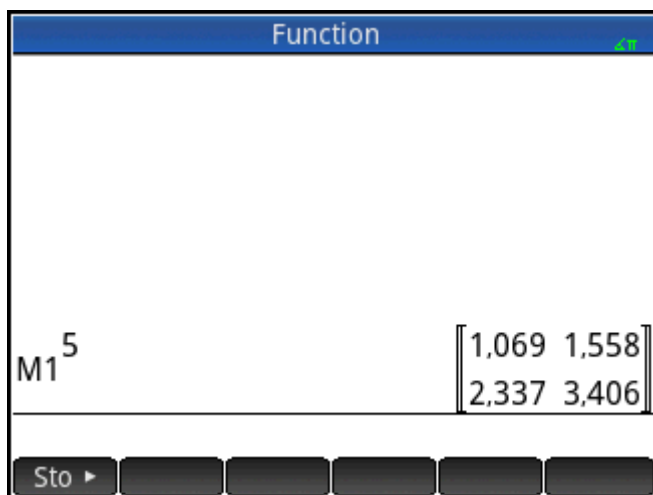 Function
∡π
M1^5
[1,069 1,558]
[2,337 3,406]
Sto ►